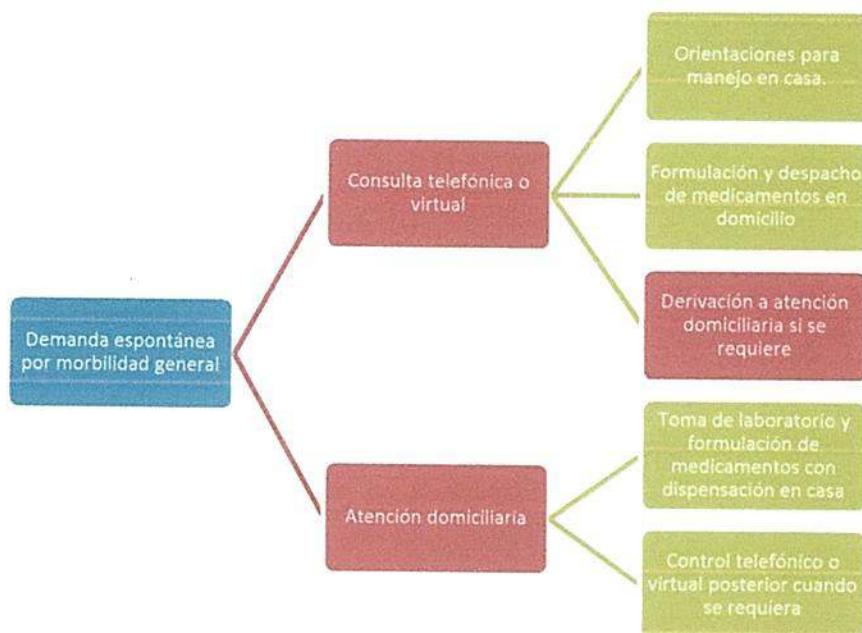 Orientaciones para
manejo en casa.
Consulta telefónica o
virtual
Formulación y despacho
de medicamentos en
domicilio
Derivación a atención
domiciliaria si se
requiere
Demanda espontánea
por morbilidad general
Toma de laboratorio y
formulación de
medicamentos con
dispensación en casa
Atención domiciliaria
Control telefónico o
virtual posterior cuando
se requiera